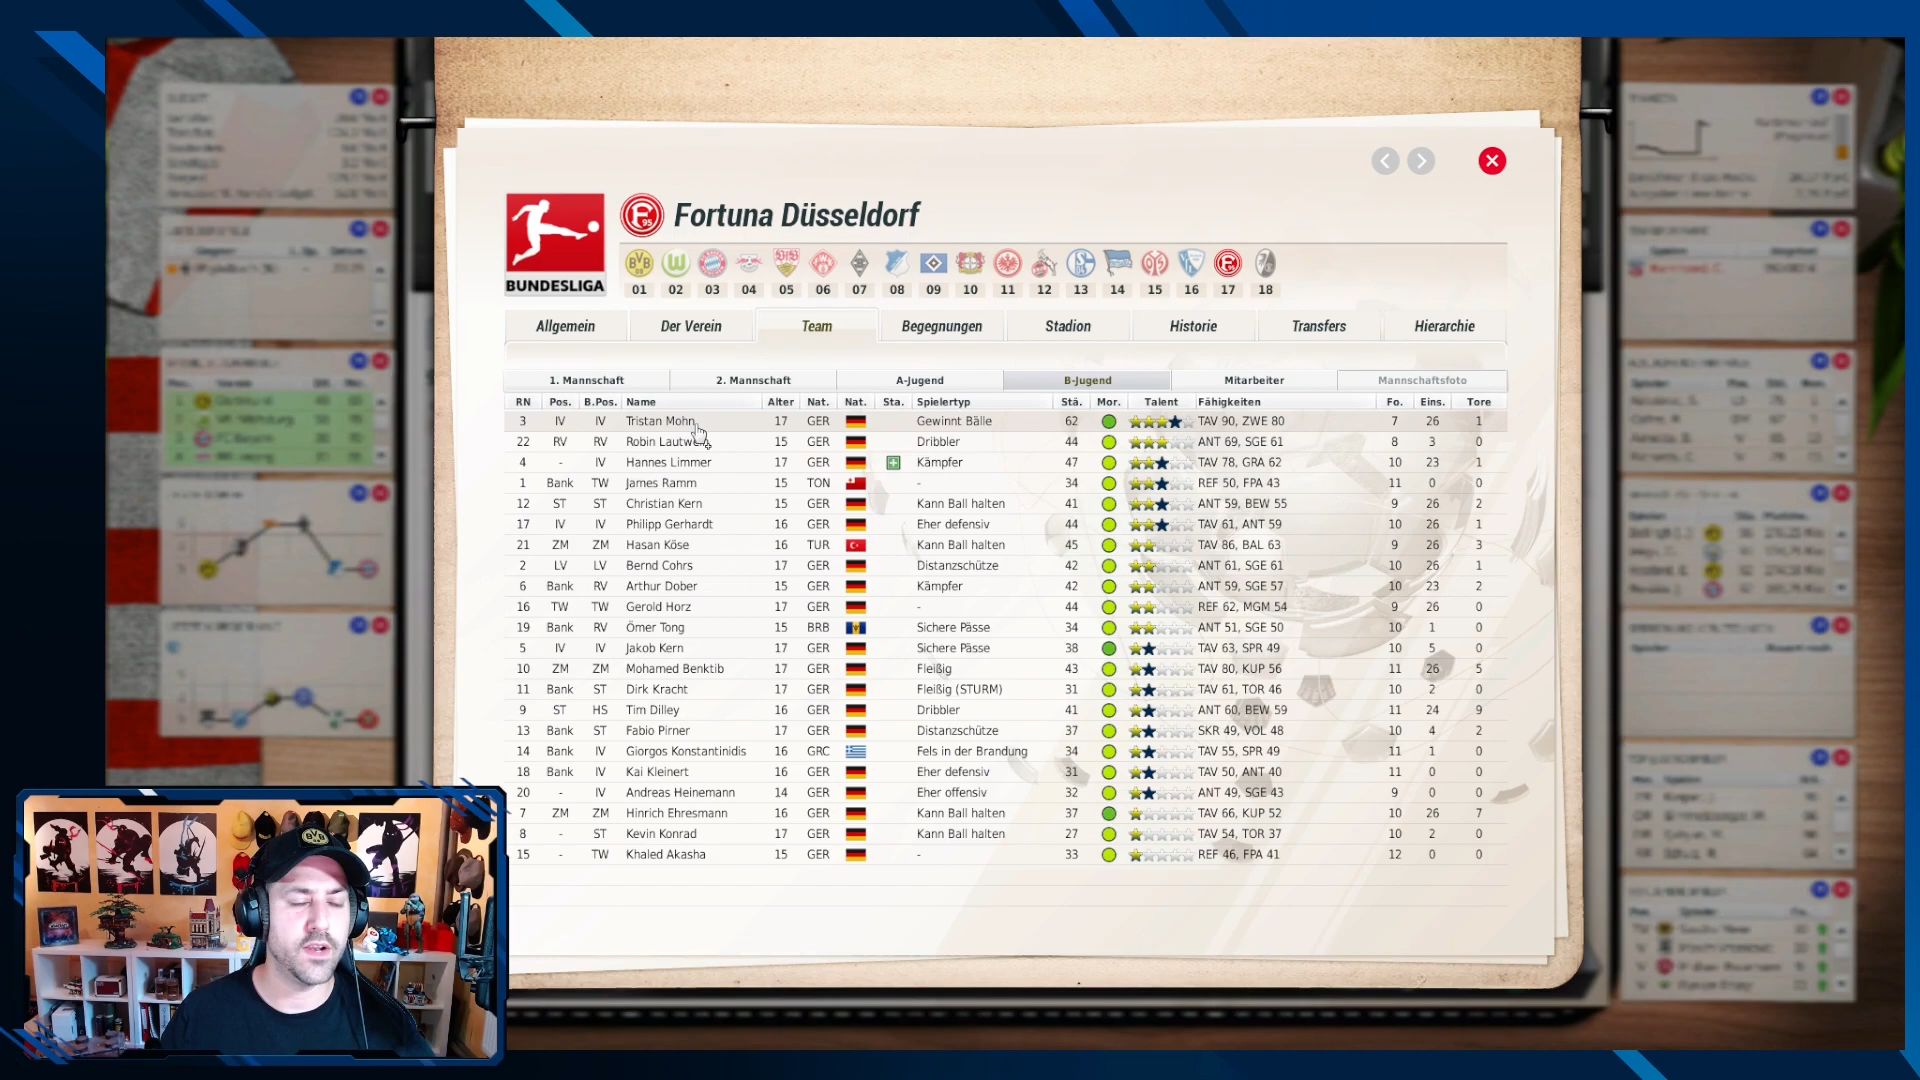 Fortuna Düsseldorf
BUNDESLIGA
01 02 03 04 05 06 07 08 09 10 11 12 13 14 15 16 17 18
Allgemein Der Verein Team Begegnungen Stadion Historie Transfers Hierarchie
1. Mannschaft 2. Mannschaft A-Jugend B-Jugend Mitarbeiter Mannschaftsfoto
RN Pos. B.Pos. Name Alter Nat. Nat. Sta. Spielertyp Stä. Mor. Talent Fähigkeiten Fo. Eins. Tore
3 IV IV Tristan Mohn 17 GER Gewinnt Bälle 62 TAV 90, ZWE 80 7 26 1
22 RV RV Robin 15 GER Dribbler 44 ANT 69, SGE 61 8 3 0
4 - IV Hannes Limmer 17 GER Kämpfer 47 TAV 78, GRA 62 10 23 1
1 Bank TW James Ramm 15 TON - 34 REF 50, FPA 43 11 0 0
12 ST ST Christian Kern 15 GER Kann Ball halten 41 ANT 59, BEW 55 9 26 2
17 IV IV Philipp Gerhardt 16 GER Eher defensiv 44 TAV 61, ANT 59 10 26 1
21 ZM ZM Hasan Köse 16 TUR Kann Ball halten 45 TAV 86, BAL 63 9 26 3
2 LV LV Bernd Cohrs 17 GER Distanzschütze 42 ANT 61, SGE 61 10 26 1
6 Bank RV Arthur Dober 15 GER Kämpfer 42 ANT 59, SGE 57 10 23 2
16 TW TW Gerold Horz 17 GER - 44 REF 62, MGM 54 9 26 0
19 Bank RV Ömer Tong 15 BRB Sichere Pässe 34 ANT 51, SGE 50 10 1 0
5 IV IV Jakob Kern 17 GER Sichere Pässe 38 TAV 63, SPR 49 10 5 0
10 ZM ZM Mohamed Benktib 17 GER Fleißig 43 TAV 80, KUP 56 11 26 5
11 Bank ST Dirk Kracht 17 GER Fleißig (STURM) 31 TAV 61, TOR 46 10 2 0
9 ST HS Tim Dilley 16 GER Dribbler 41 ANT 60, BEW 59 11 24 9
13 Bank ST Fabio Pirner 17 GER Distanzschütze 37 SKR 49, VOL 48 10 4 2
14 Bank IV Giorgos Konstantinidis 16 GRC Fels in der Brandung 34 TAV 55, SPR 49 11 1 0
18 Bank IV Kai Kleinert 16 GER Eher defensiv 31 TAV 50, ANT 40 11 0 0
20 - IV Andreas Heinemann 14 GER Eher offensiv 32 ANT 49, SGE 43 9 0 0
7 ZM ZM Hinrich Ehresmann 16 GER Kann Ball halten 37 TAV 66, KUP 52 10 26 7
8 - ST Kevin Konrad 17 GER Kann Ball halten 27 TAV 54, TOR 37 10 2 0
15 - TW Khaled Akasha 15 GER - 33 REF 46, FPA 41 12 0 0